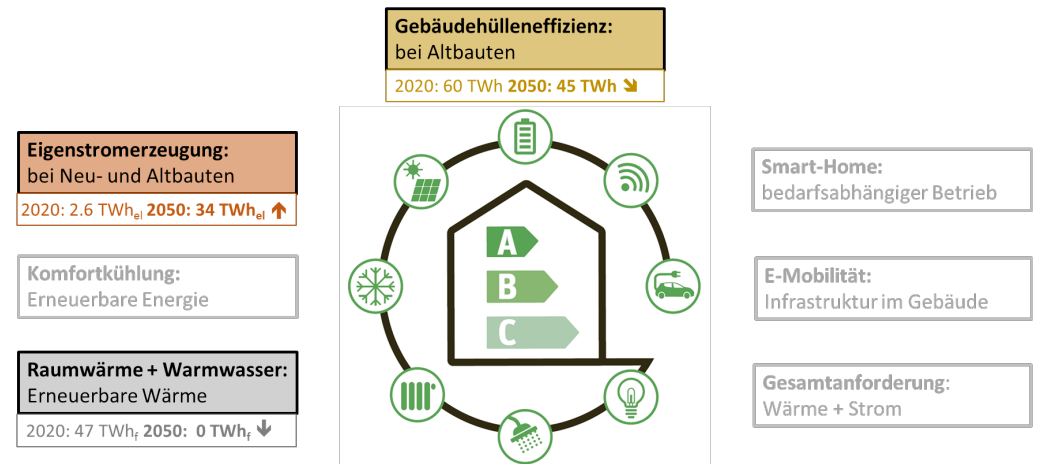 Gebäudehülleneffizienz:
bei Altbauten
2020: 60 TWh 2050: 45 TWh ➘
Eigenstromerzeugung:
bei Neu- und Altbauten
2020: 2.6 TWhel 2050: 34 TWhel ↑
Komfortkühlung:
Erneuerbare Energie
Raumwärme + Warmwasser:
Erneuerbare Wärme
2020: 47 TWhf 2050: 0 TWhf ↓
A
B
C
Smart-Home:
bedarfsabhängiger Betrieb
E-Mobilität:
Infrastruktur im Gebäude
Gesamtanforderung:
Wärme + Strom